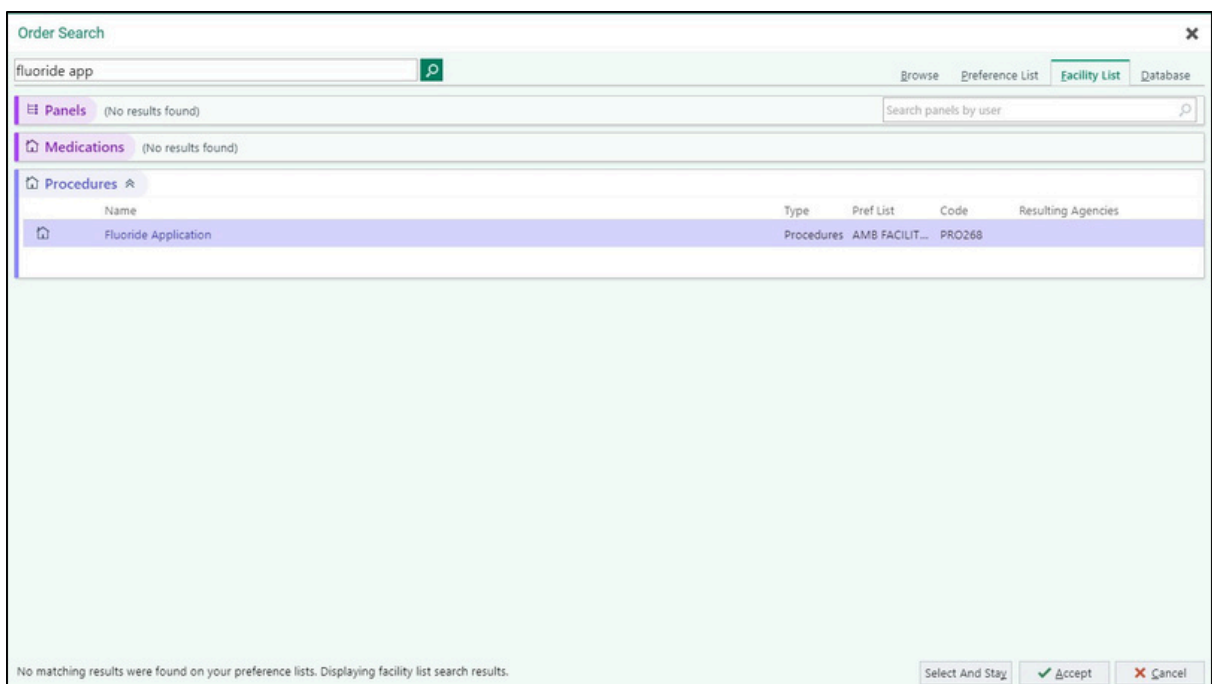 Order Search
fluoride app
Browse Preference List Facility List Database
Panels (No results found) Search panels by user
Medications (No results found)
Procedures
Name Type Pref List Code Resulting Agencies
Fluoride Application Procedures AMB FACILIT... PRO268
No matching results were found on your preference lists. Displaying facility list search results. Select And Stay Accept Cancel